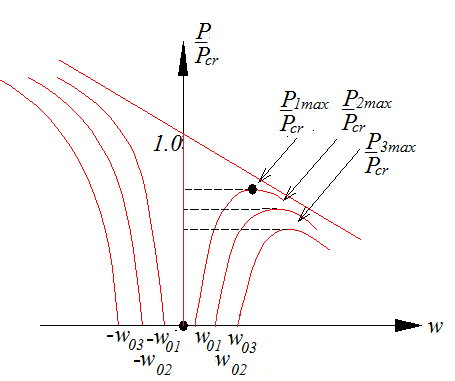 P/Pcr
1.0
P1max/Pcr
P2max/Pcr
P3max/Pcr
w
-w03 -w01 w01 w03
-w02 w02